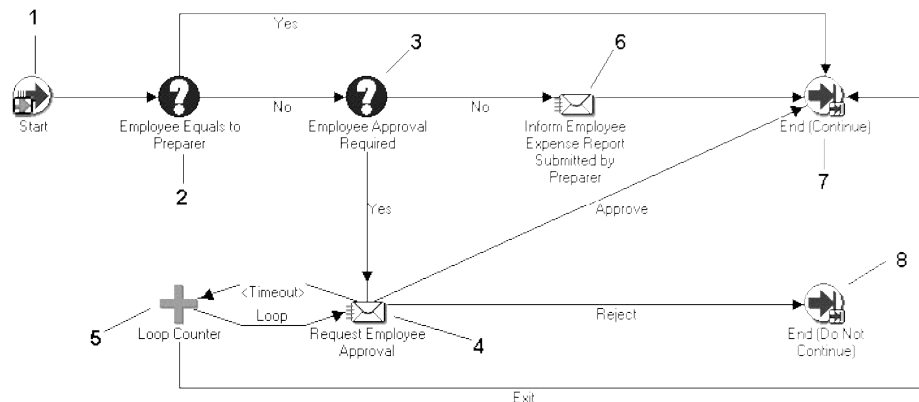 Yes
1
3
6
Start
No
No
Employee Equals to
Preparer
Employee Approval
Required
Inform Employee
Expense Report
Submitted by
Preparer
End (Continue)
2
7
Yes
Approve
8
<Timeout>
Loop
5
Loop Counter
Request Employee
Approval
4
Reject
End (Do Not
Continue)
Exit